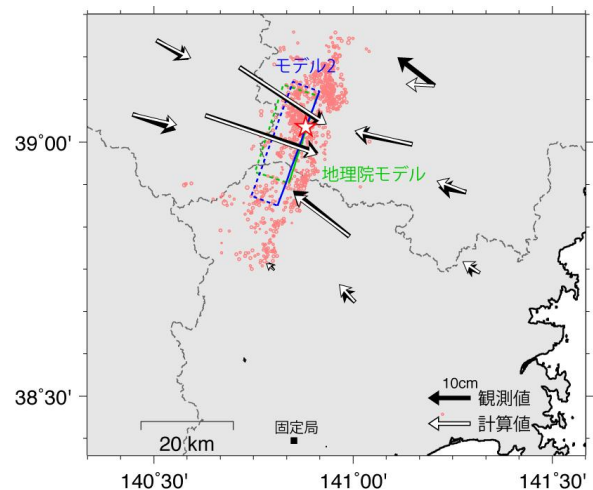 モデル2
39˚00'
地理院モデル
38˚30'
10cm
観測値
計算値
固定局
20 km
140˚30'
141˚00'
141˚30'